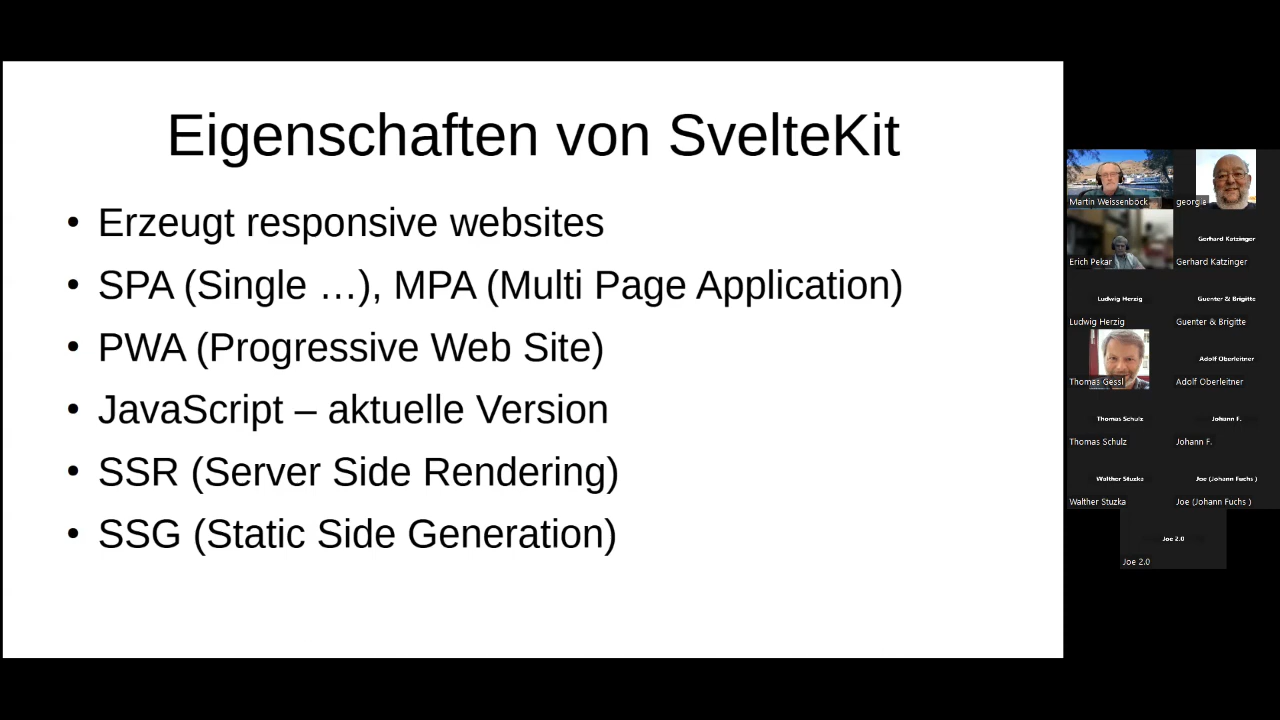 Eigenschaften von SvelteKit
• Erzeugt responsive websites
• SPA (Single …), MPA (Multi Page Application)
• PWA (Progressive Web Site)
• JavaScript – aktuelle Version
• SSR (Server Side Rendering)
• SSG (Static Side Generation)
Martin Weissenböck
georgie
Erich Pekar
Gerhard Katzinger
Gerhard Katzinger
Ludwig Herzig
Ludwig Herzig
Guenter & Brigitte
Guenter & Brigitte
Thomas Gessl
Adolf Oberleitner
Adolf Oberleitner
Thomas Schulz
Thomas Schulz
Johann F.
Johann F.
Walther Stuzka
Walther Stuzka
Joe (Johann Fuchs )
Joe (Johann Fuchs )
Joe 2.0
Joe 2.0